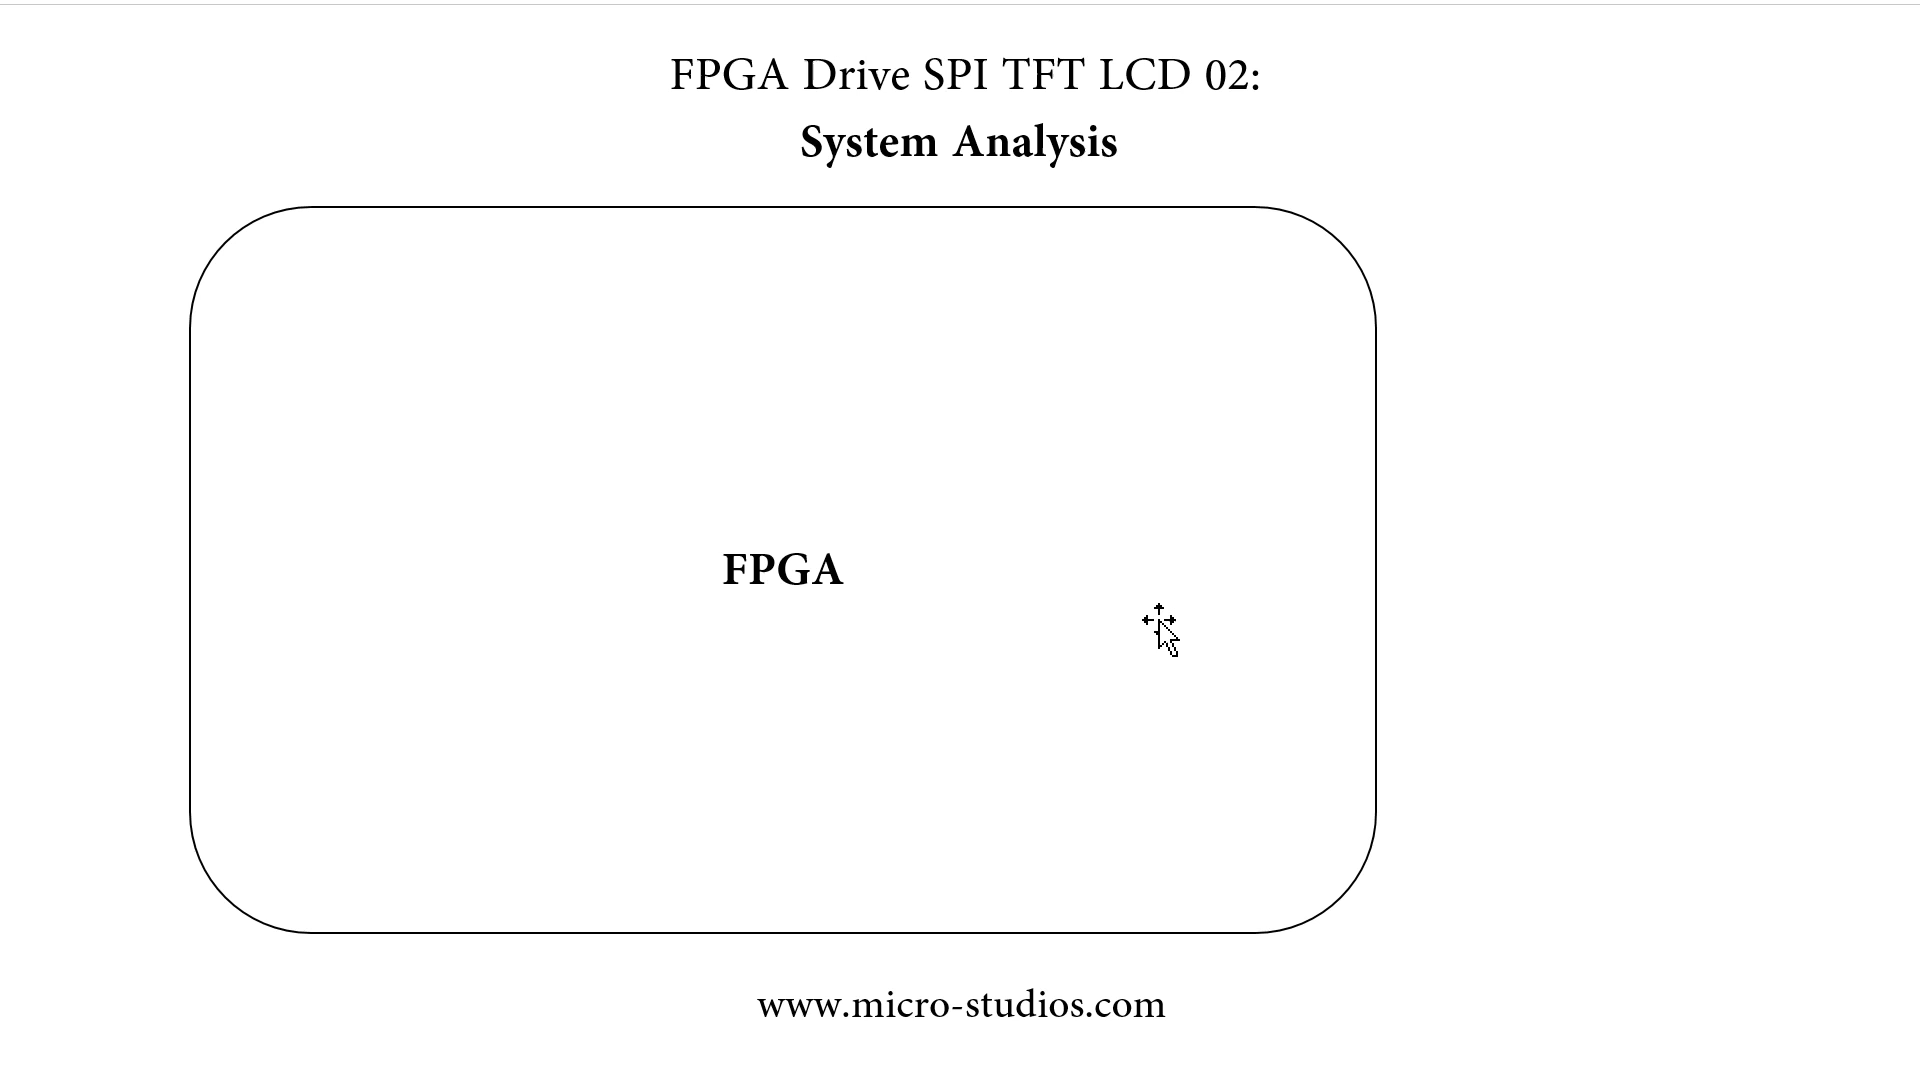 FPGA Drive SPI TFT LCD 02:
System Analysis
FPGA
www.micro-studios.com